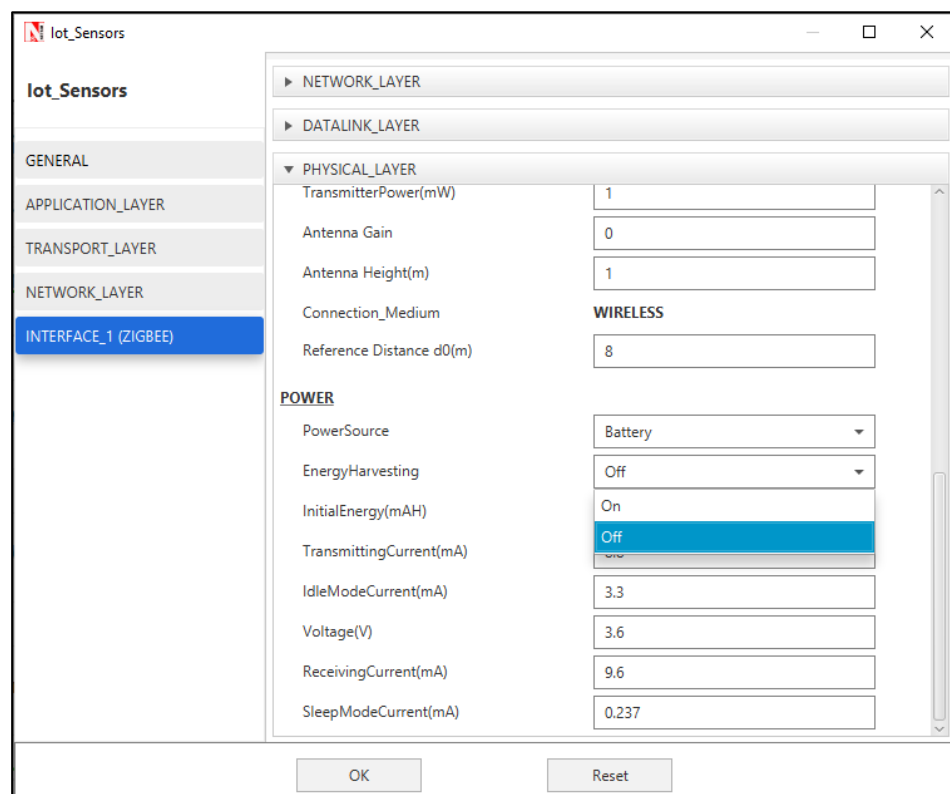 Iot_Sensors
Iot_Sensors
GENERAL
APPLICATION_LAYER
TRANSPORT_LAYER
NETWORK_LAYER
INTERFACE_1 (ZIGBEE)
NETWORK_LAYER
DATALINK_LAYER
PHYSICAL_LAYER
TransmitterPower(mW) 1
Antenna Gain 0
Antenna Height(m) 1
Connection_Medium WIRELESS
Reference Distance d0(m) 8
POWER
PowerSource Battery
EnergyHarvesting Off
InitialEnergy(mAH) On
Off
TransmittingCurrent(mA)
IdleModeCurrent(mA) 3.3
Voltage(V) 3.6
ReceivingCurrent(mA) 9.6
SleepModeCurrent(mA) 0.237
OK Reset